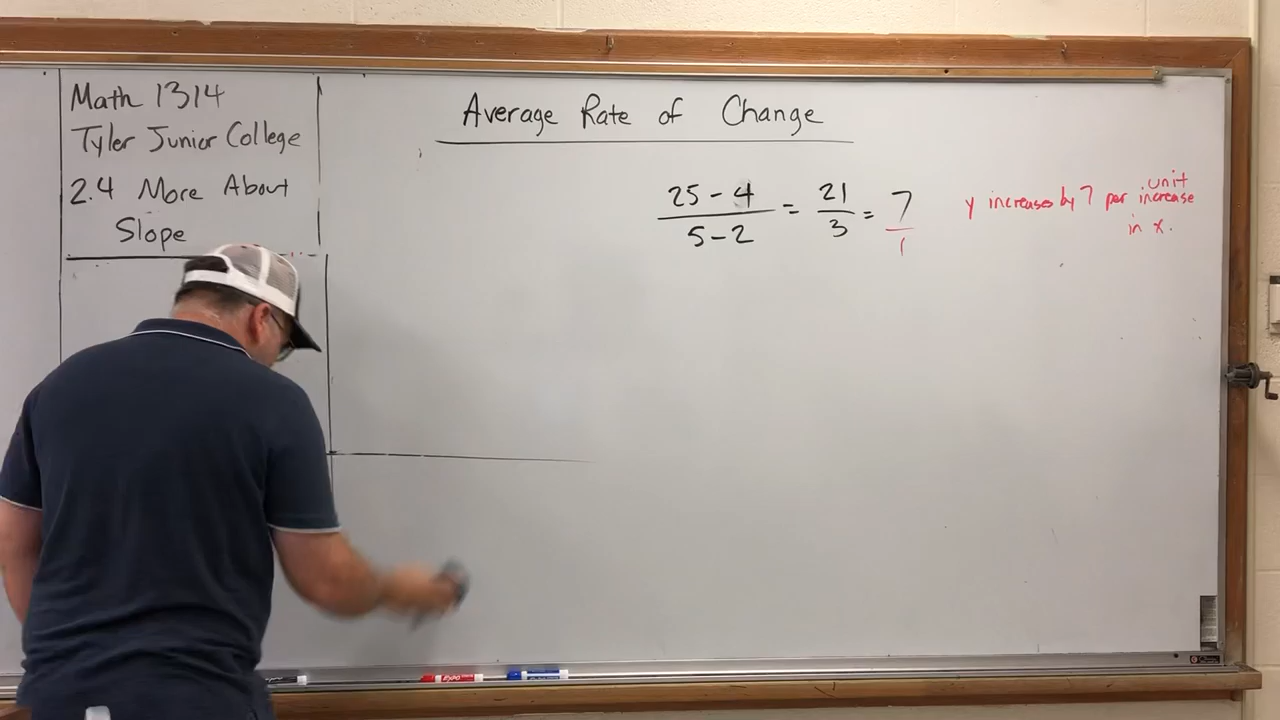 Math 1314
Tyler Junior College
2.4 More About
Slope
Average Rate of Change
25 - 4 / 5 - 2 = 21 / 3 = 7 / 1
y increases by 7 per unit increase
in x.
EXPO